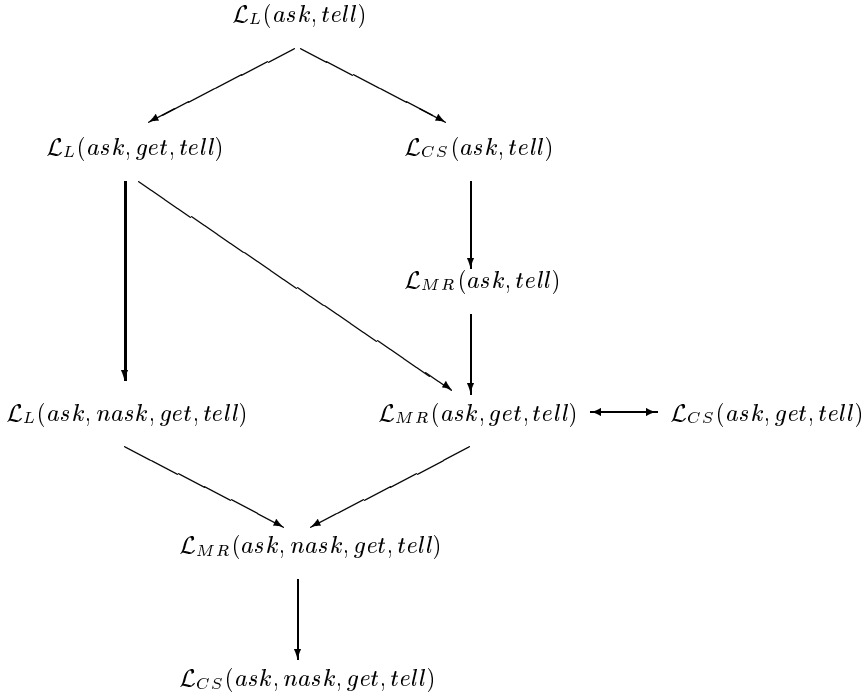 𝓛_L(ask, tell)
𝓛_L(ask, get, tell)
𝓛_CS(ask, tell)
𝓛_MR(ask, tell)
𝓛_L(ask, nask, get, tell)
𝓛_MR(ask, get, tell)
𝓛_CS(ask, get, tell)
𝓛_MR(ask, nask, get, tell)
𝓛_CS(ask, nask, get, tell)